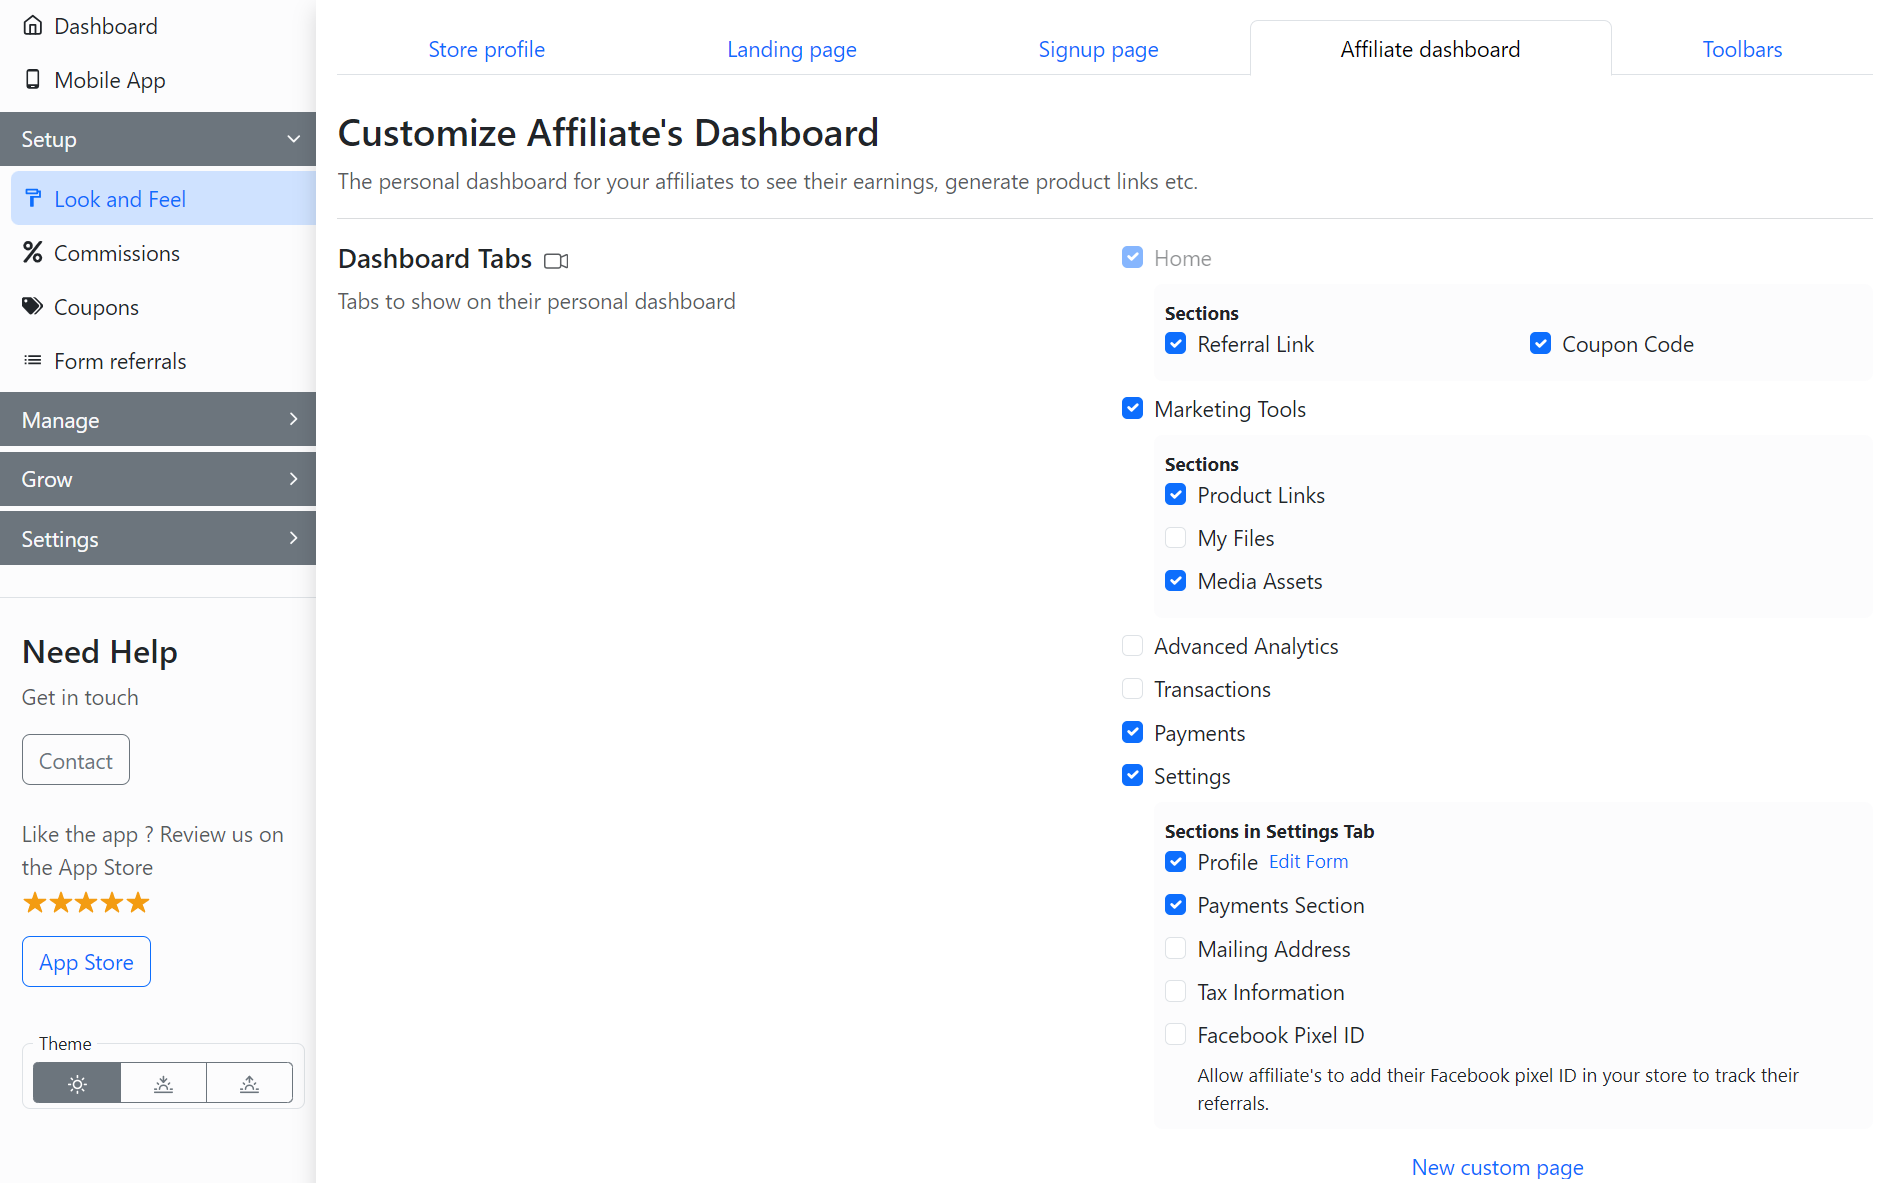 Dashboard
Mobile App
Setup
Look and Feel
Commissions
Coupons
Form referrals
Manage
Grow
Settings
Need Help
Get in touch
Contact
Like the app ? Review us on
the App Store
App Store
Theme
Store profile
Landing page
Signup page
Affiliate dashboard
Toolbars
Customize Affiliate's Dashboard
The personal dashboard for your affiliates to see their earnings, generate product links etc.
Dashboard Tabs
Tabs to show on their personal dashboard
Home
Sections
Referral Link
Coupon Code
Marketing Tools
Sections
Product Links
My Files
Media Assets
Advanced Analytics
Transactions
Payments
Settings
Sections in Settings Tab
Profile Edit Form
Payments Section
Mailing Address
Tax Information
Facebook Pixel ID
Allow affiliate's to add their Facebook pixel ID in your store to track their
referrals.
New custom page